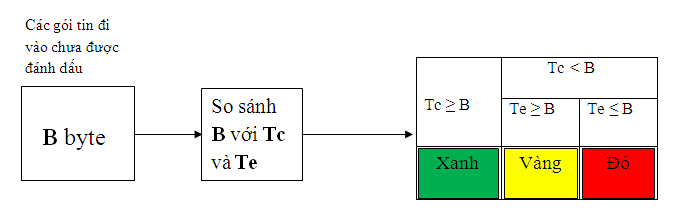 Các gói tin đi
vào chưa được
đánh dấu
B byte
So sánh
B với Tc
và Te
Tc ≥ B
Tc < B
Te ≥ B
Te ≤ B
Xanh
Vàng
Đỏ